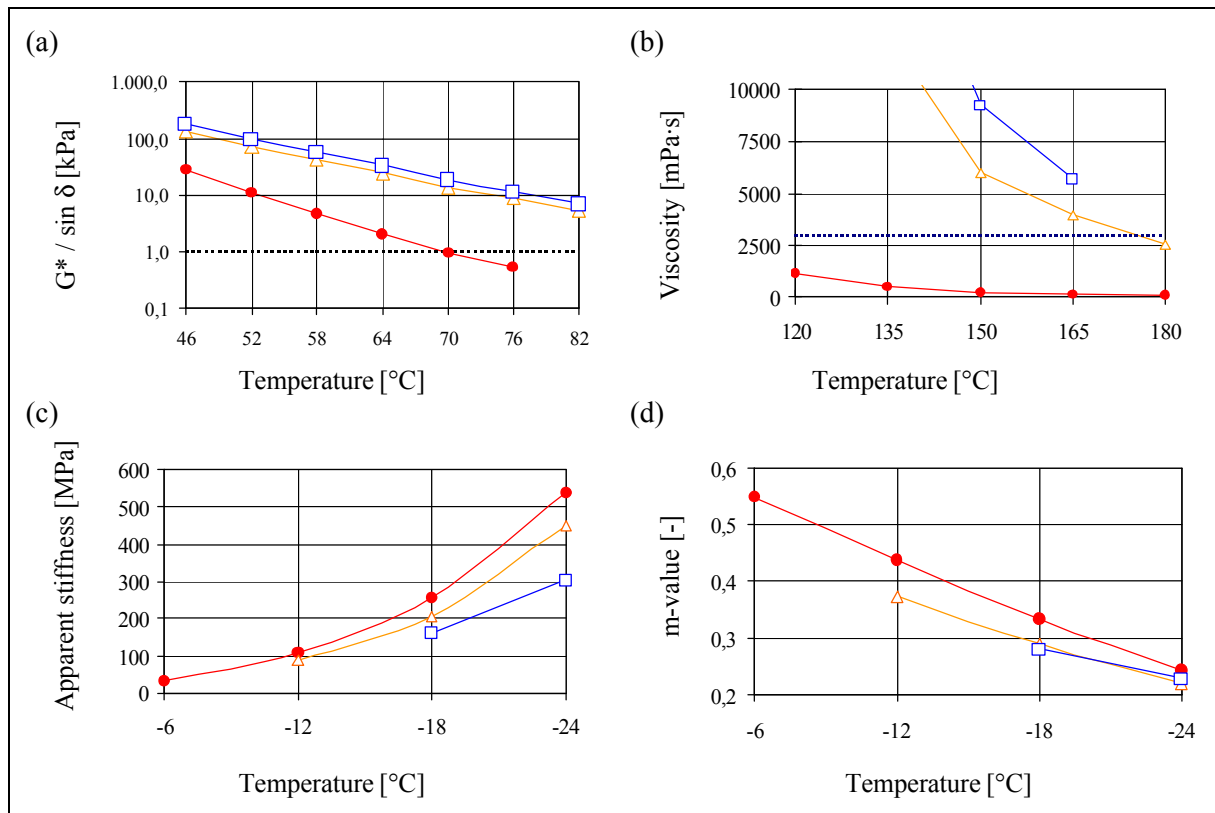 (a)
G* / sin δ [kPa]
1.000,0
100,0
10,0
1,0
0,1
46 52 58 64 70 76 82
Temperature [°C]
(b)
Viscosity [mPa·s]
10000
7500
5000
2500
0
120 135 150 165 180
Temperature [°C]
(c)
Apparent stiffness [MPa]
600
500
400
300
200
100
0
-6 -12 -18 -24
Temperature [°C]
(d)
m-value [-]
0,6
0,5
0,4
0,3
0,2
-6 -12 -18 -24
Temperature [°C]